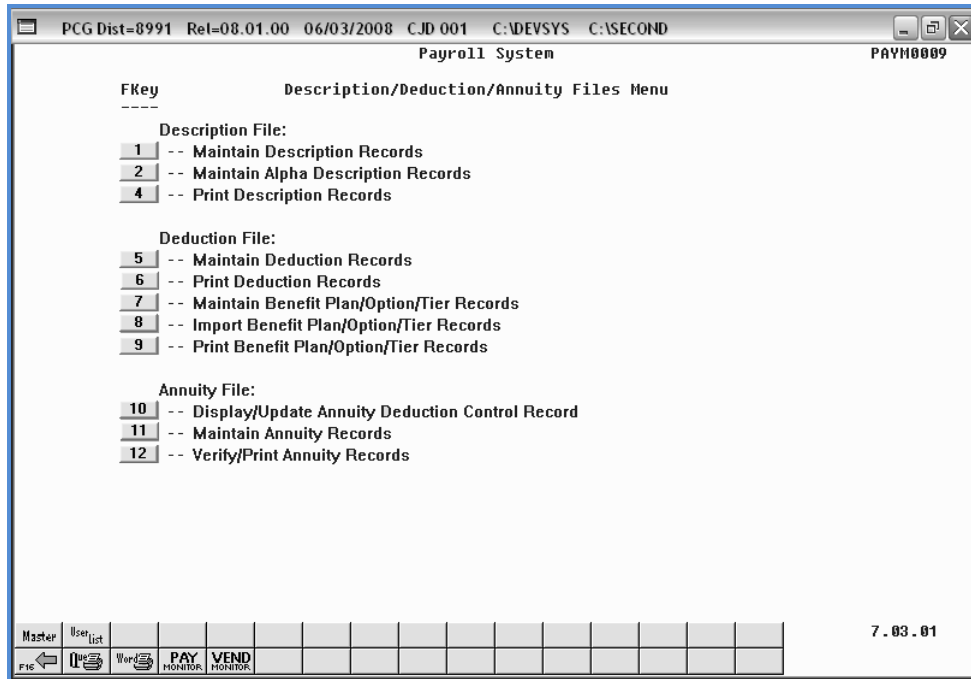 PCG Dist=8991 Rel=08.01.00 06/03/2008 CJD 001 C:\DEVSYS C:\SECOND
Payroll System PAYM0009
FKey Description/Deduction/Annuity Files Menu
----
Description File:
1 -- Maintain Description Records
2 -- Maintain Alpha Description Records
4 -- Print Description Records
Deduction File:
5 -- Maintain Deduction Records
6 -- Print Deduction Records
7 -- Maintain Benefit Plan/Option/Tier Records
8 -- Import Benefit Plan/Option/Tier Records
9 -- Print Benefit Plan/Option/Tier Records
Annuity File:
10 -- Display/Update Annuity Deduction Control Record
11 -- Maintain Annuity Records
12 -- Verify/Print Annuity Records
Master User list 7.03.01
F16 Que Word PAY MONITOR VEND MONITOR